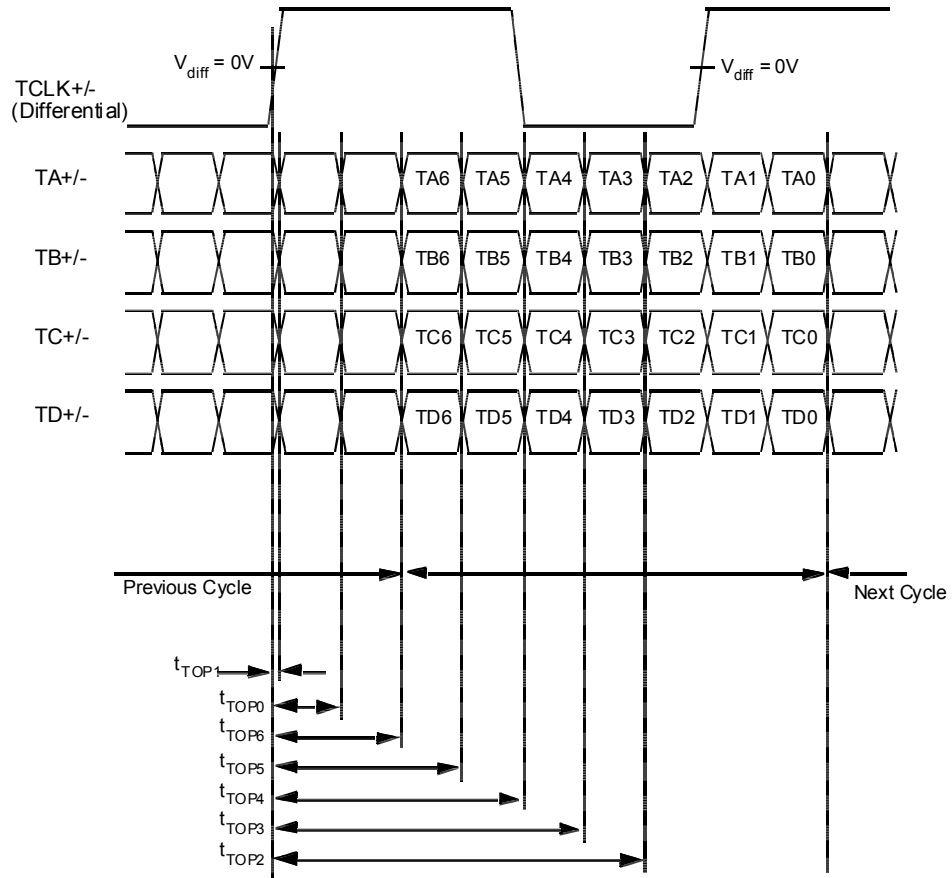 V_diff = 0V
V_diff = 0V
TCLK+/-
(Differential)
TA+/- TA6 TA5 TA4 TA3 TA2 TA1 TA0
TB+/- TB6 TB5 TB4 TB3 TB2 TB1 TB0
TC+/- TC6 TC5 TC4 TC3 TC2 TC1 TC0
TD+/- TD6 TD5 TD4 TD3 TD2 TD1 TD0
Previous Cycle
Next Cycle
t_TOP1
t_TOP0
t_TOP6
t_TOP5
t_TOP4
t_TOP3
t_TOP2